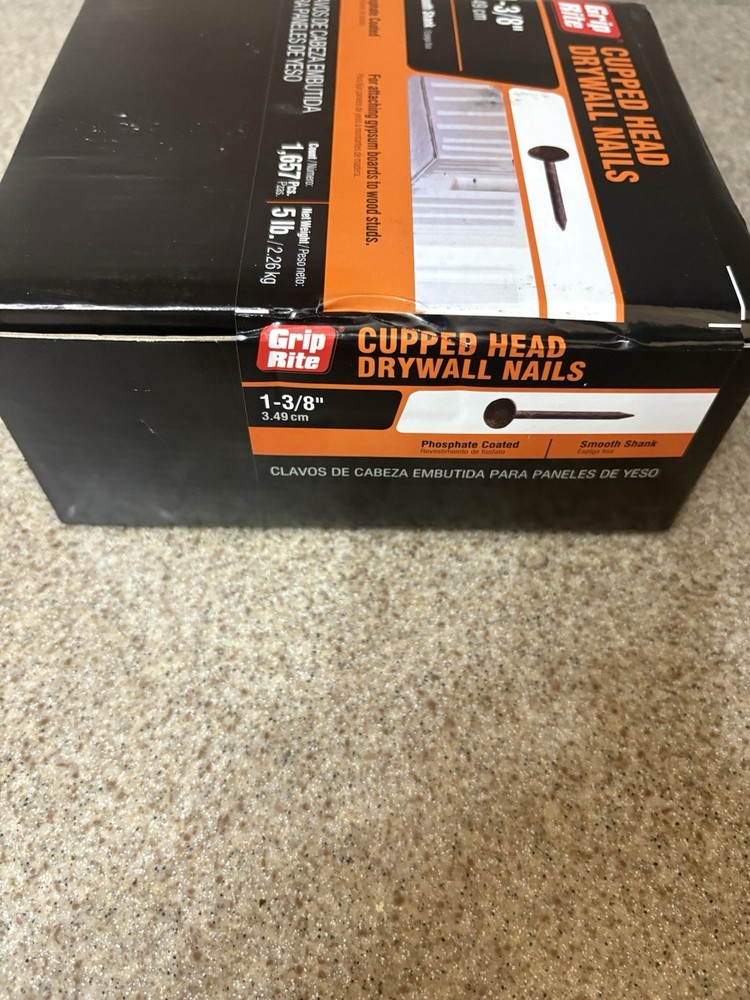 Grip
Rite
CUPPED HEAD
DRYWALL NAILS
-3/8"
For attaching gypsum boards to wood studs.
Count / Número:
1,657 Pcs.
Net Weight / Peso neto:
5 lb. / 2.26 kg
CABEZA EMBUTIDA
PANELES DE YESO
Grip
Rite
CUPPED HEAD
DRYWALL NAILS
1-3/8"
3.49 cm
Phosphate Coated
Revestimiento de fosfato
Smooth Shank
Espiga lisa
CLAVOS DE CABEZA EMBUTIDA PARA PANELES DE YESO